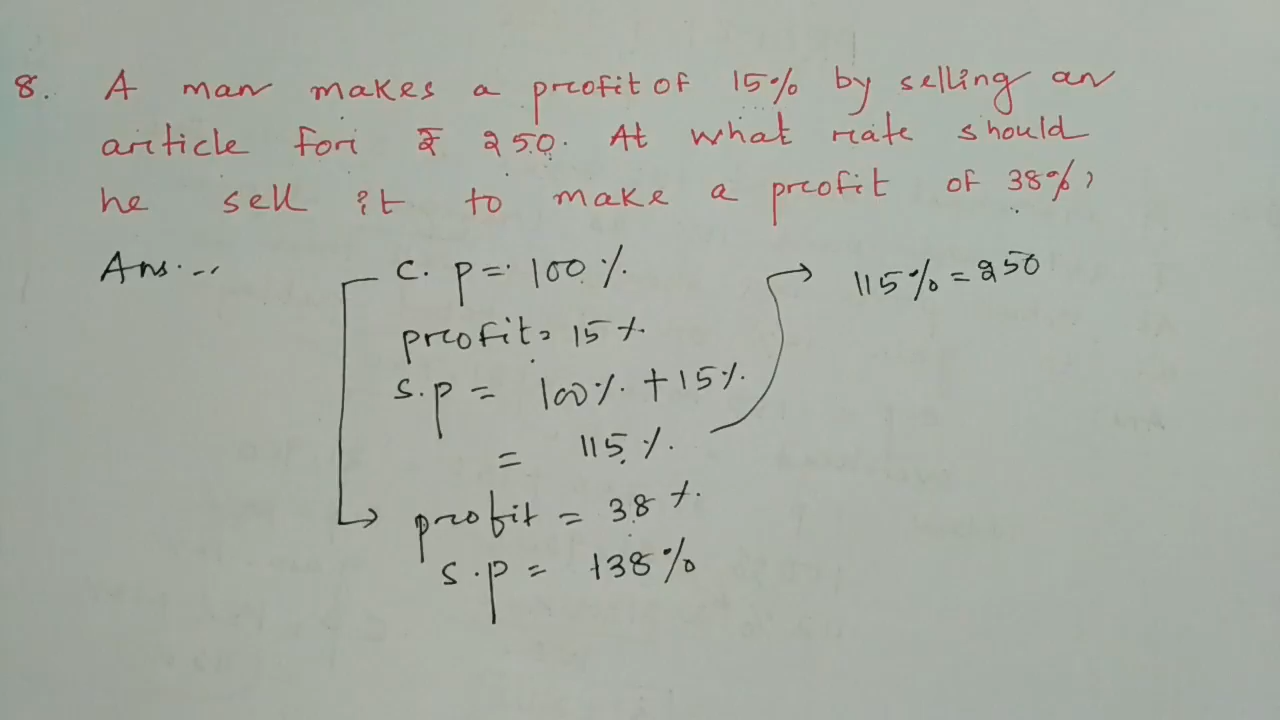 8. A man makes a profit of 15% by selling an
article for ₹ 250. At what rate should
he sell it to make a profit of 38%?
Ans...
C.P = 100%
115% = 250
profit = 15%
S.P = 100% + 15%
= 115%
profit = 38%
S.P = 138%